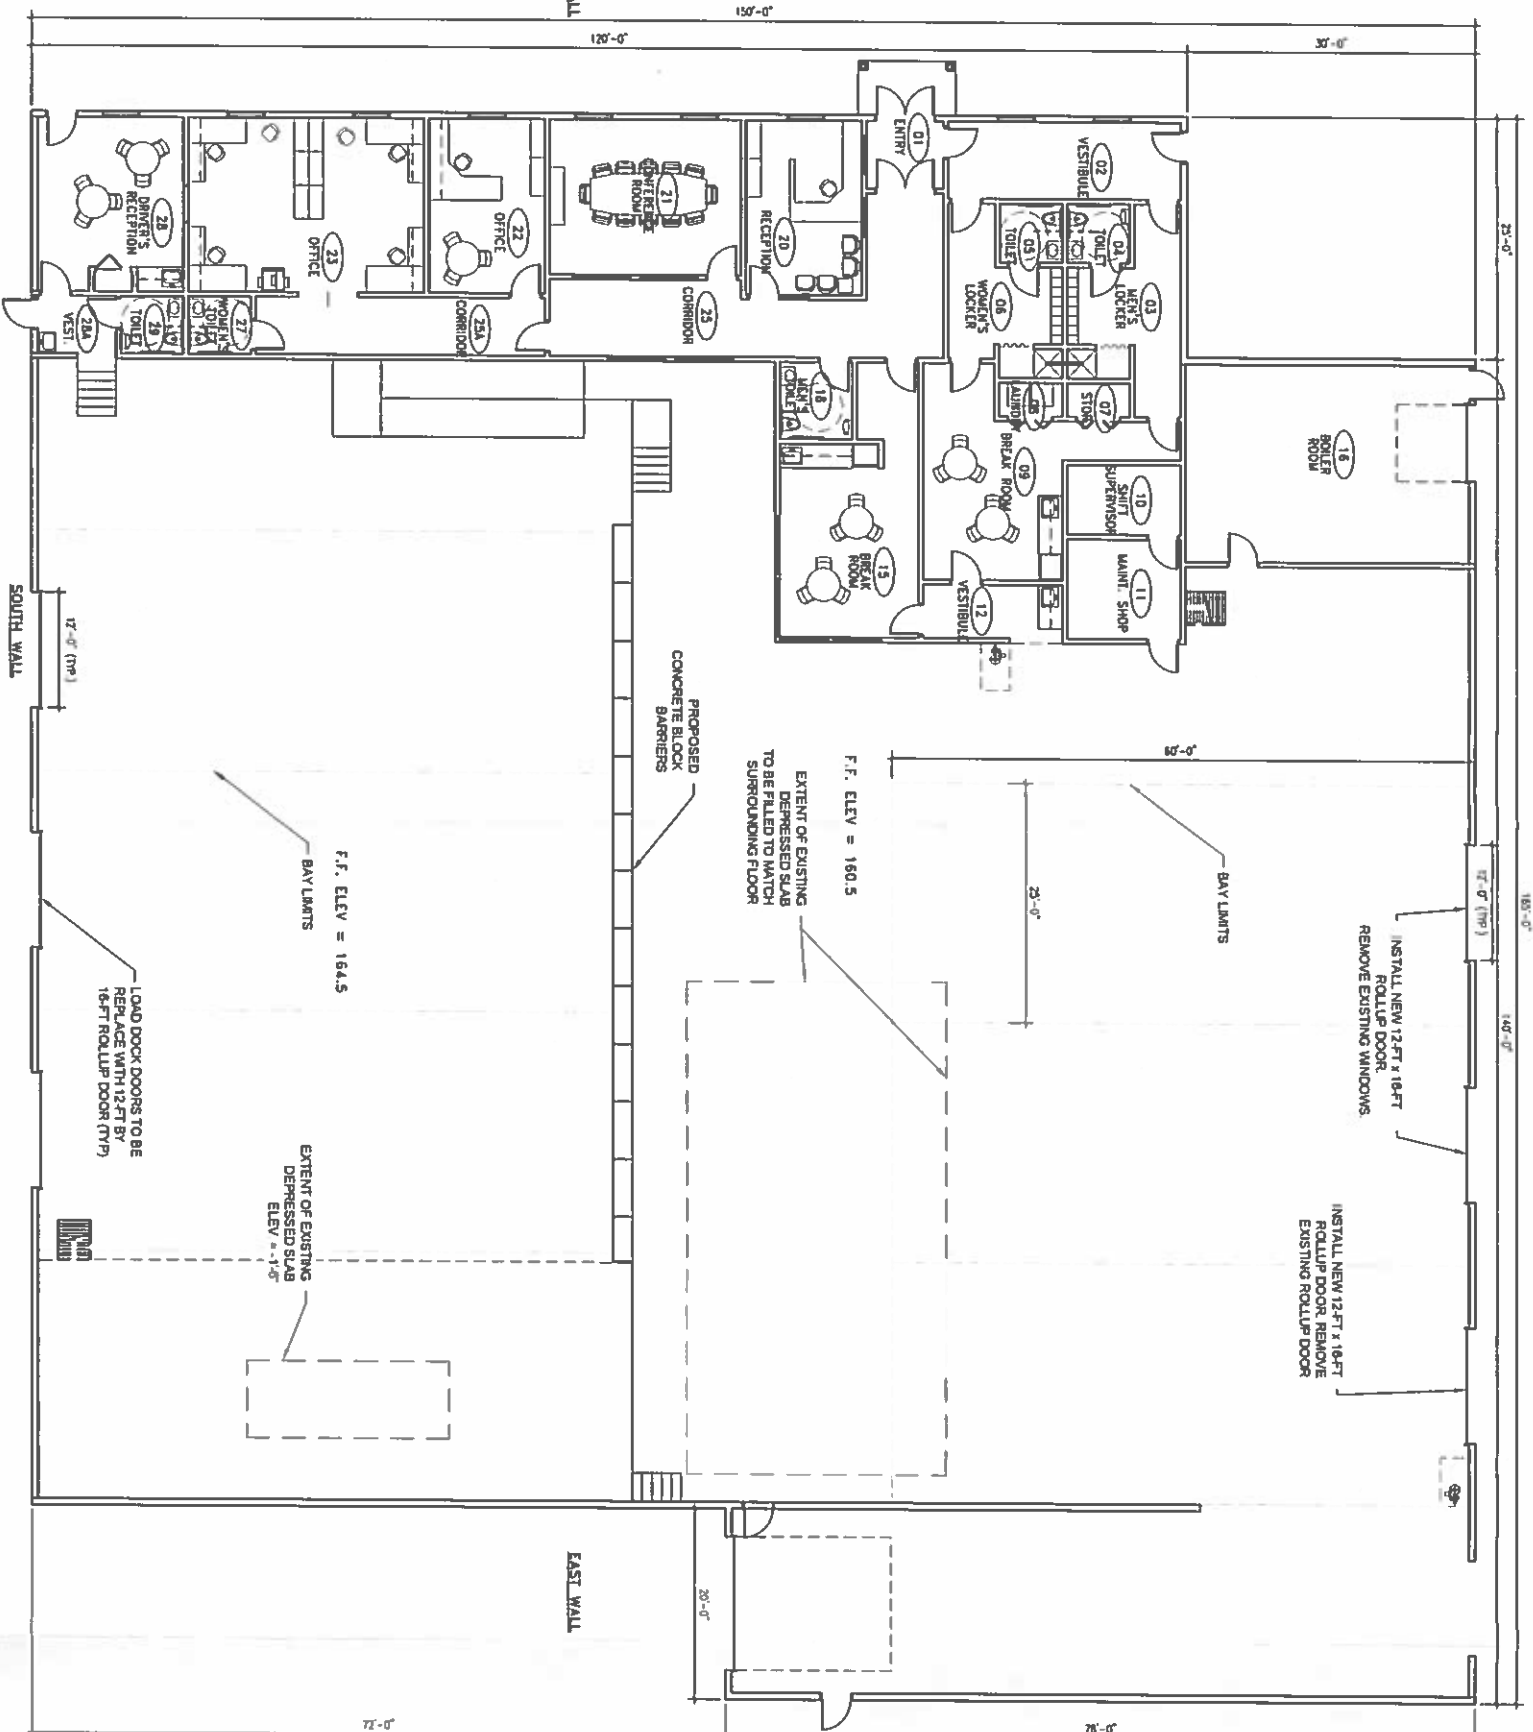 ALL
150'-0"
120'-0"
30'-0"
25'-0"
165'-0"
140'-0"
01
ENTRY
02
VESTIBULE
03
MEN'S
LOCKER
04
TOILET
TOILET
06
WOMEN'S
LOCKER
07
STOR
LAUNDRY
09
BREAK ROOM
10
SHIFT
SUPERVISOR
11
MAINT. SHOP
12
VESTIBULE
15
BREAK
ROOM
16
BOILER
ROOM
18
MEN'S
TOILET
20
RECEPTION
21
CONFERENCE
ROOM
22
OFFICE
23
OFFICE
25
CORRIDOR
25A
CORRIDOR
27
WOMEN'S
TOILET
28
DRIVER'S
RECEPTION
28A
VEST.
29
TOILET
12'-0" (TYP)
SOUTH WALL
PROPOSED
CONCRETE BLOCK
BARRIERS
F.F. ELEV = 160.5
EXTENT OF EXISTING
DEPRESSED SLAB
TO BE FILLED TO MATCH
SURROUNDING FLOOR
60'-0"
25'-0"
BAY LIMITS
12'-0" (TYP)
INSTALL NEW 12-FT x 16-FT
ROLLUP DOOR.
REMOVE EXISTING WINDOWS.
INSTALL NEW 12-FT x 16-FT
ROLLUP DOOR. REMOVE
EXISTING ROLLUP DOOR
F.F. ELEV = 164.5
BAY LIMITS
LOAD DOCK DOORS TO BE
REPLACE WITH 12-FT BY
16-FT ROLLUP DOOR (TYP)
EXTENT OF EXISTING
DEPRESSED SLAB
ELEV = -1'-6"
EAST WALL
20'-0"
72'-0"
78'-0"